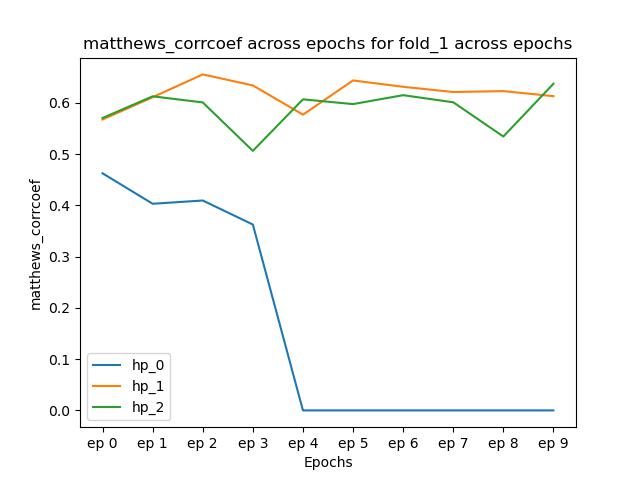 matthews_corrcoef across epochs for fold_1 across epochs
matthews_corrcoef
0.6
0.5
0.4
0.3
0.2
0.1
0.0
hp_0
hp_1
hp_2
ep 0 ep 1 ep 2 ep 3 ep 4 ep 5 ep 6 ep 7 ep 8 ep 9
Epochs